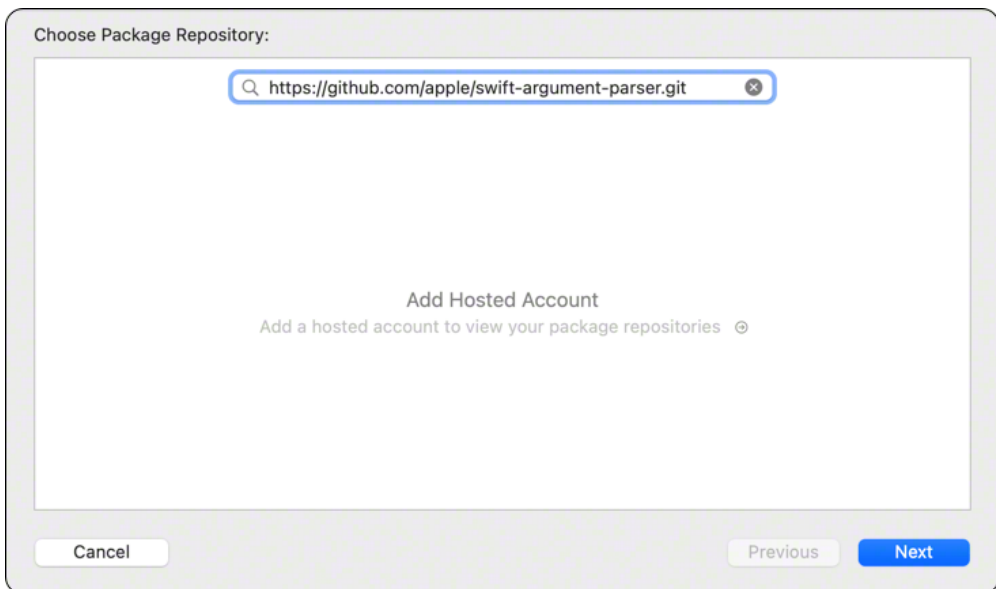 Choose Package Repository:
https://github.com/apple/swift-argument-parser.git
Add Hosted Account
Add a hosted account to view your package repositories
Cancel
Previous
Next